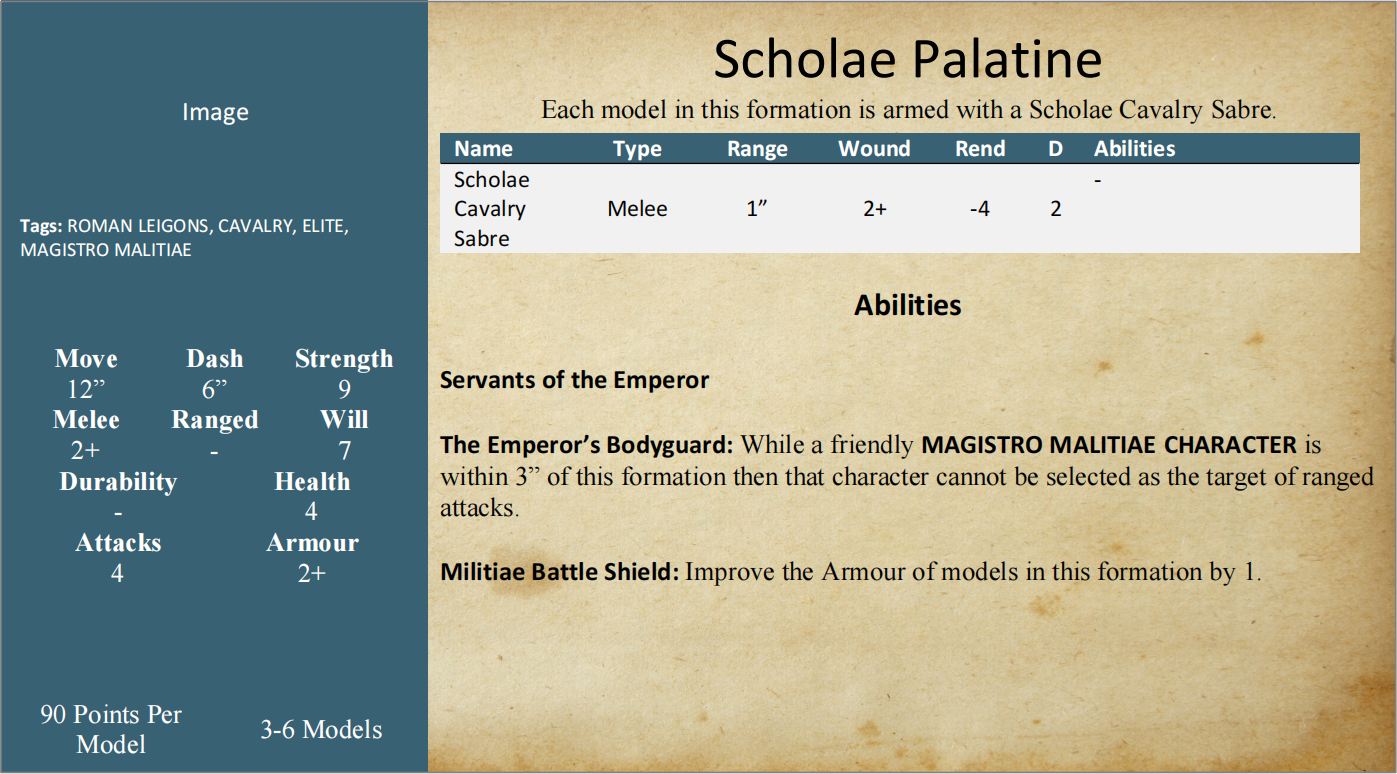 Image
Tags: ROMAN LEIGONS, CAVALRY, ELITE,
MAGISTRO MALITIAE
Move Dash Strength
12” 6” 9
Melee Ranged Will
2+ - 7
Durability Health
- 4
Attacks Armour
4 2+
90 Points Per
Model
3-6 Models
Scholae Palatine
Each model in this formation is armed with a Scholae Cavalry Sabre.
Name Type Range Wound Rend D Abilities
Scholae -
Cavalry Melee 1” 2+ -4 2
Sabre
Abilities
Servants of the Emperor
The Emperor’s Bodyguard: While a friendly MAGISTRO MALITIAE CHARACTER is
within 3” of this formation then that character cannot be selected as the target of ranged
attacks.
Militiae Battle Shield: Improve the Armour of models in this formation by 1.